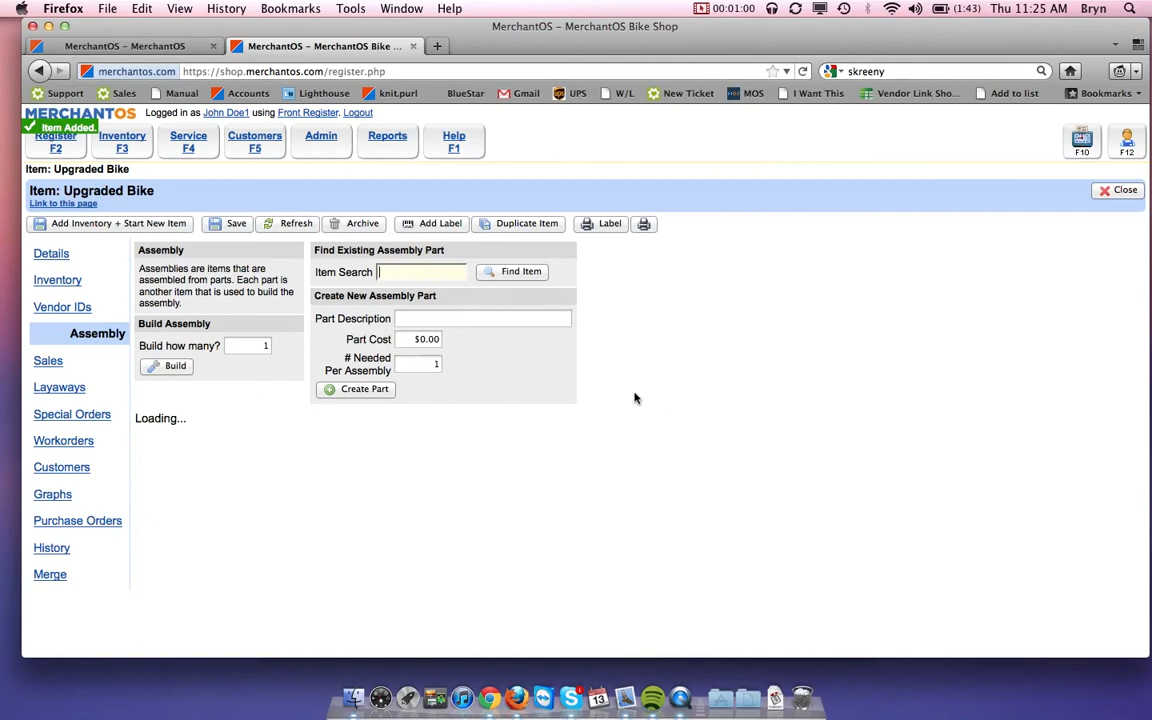 Firefox File Edit View History Bookmarks Tools Window Help 00:01:00 (1:43) Thu 11:25 AM Bryn
MerchantOS – MerchantOS Bike Shop
MerchantOS – MerchantOS × MerchantOS – MerchantOS Bike ... × +
merchantos.com https://shop.merchantos.com/register.php skreeny
Support Sales Manual Accounts Lighthouse knit.purl BlueStar Gmail UPS W/L New Ticket MOS I Want This Vendor Link Sho... Add to list Bookmarks
MERCHANTOS Logged in as John Doe1 using Front Register. Logout
Item Added.
Register F2 Inventory F3 Service F4 Customers F5 Admin Reports Help F1 F10 F12
Item: Upgraded Bike
Item: Upgraded Bike Close
Link to this page
Add Inventory + Start New Item Save Refresh Archive Add Label Duplicate Item Label
Details
Inventory
Vendor IDs
Assembly
Sales
Layaways
Special Orders
Workorders
Customers
Graphs
Purchase Orders
History
Merge
Assembly
Assemblies are items that are
assembled from parts. Each part is
another item that is used to build the
assembly.
Build Assembly
Build how many? 1
Build
Find Existing Assembly Part
Item Search Find Item
Create New Assembly Part
Part Description
Part Cost $0.00
# Needed
Per Assembly 1
Create Part
Loading...